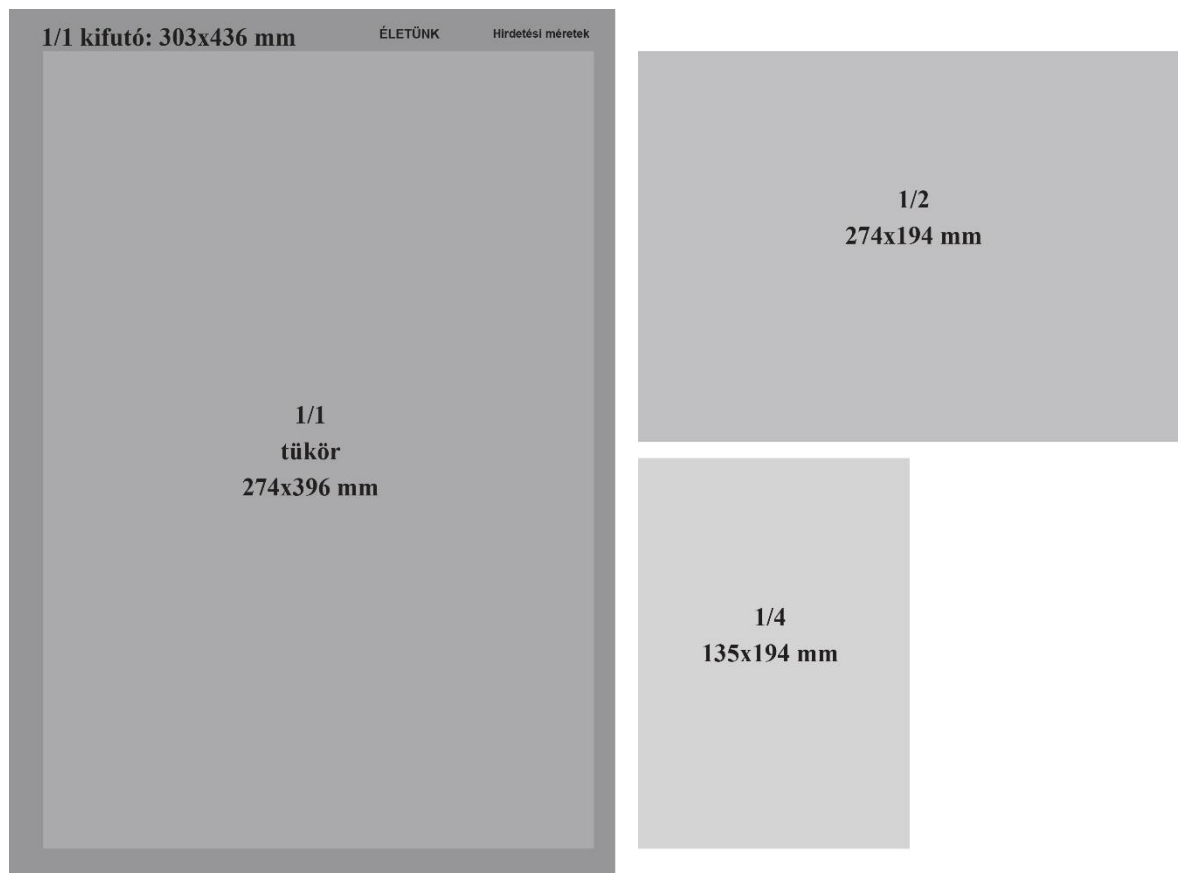 1/1 kifutó: 303x436 mm
ÉLETÜNK
Hirdetési méretek
1/1
tükör
274x396 mm
1/2
274x194 mm
1/4
135x194 mm